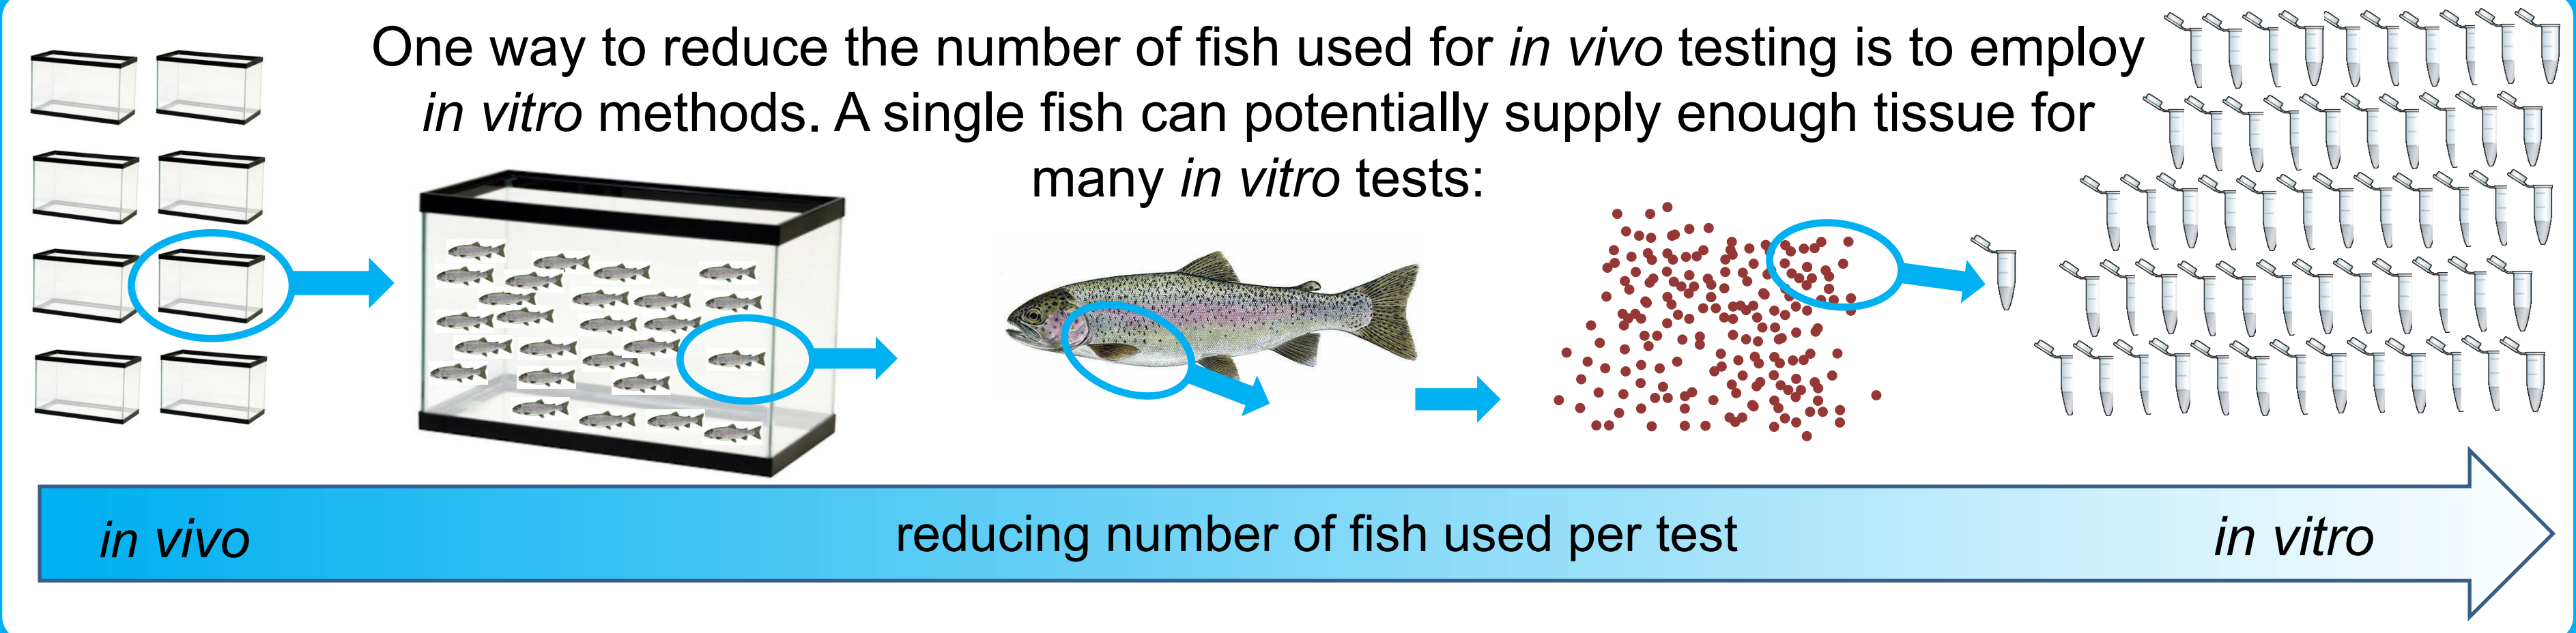 One way to reduce the number of fish used for in vivo testing is to employ
in vitro methods. A single fish can potentially supply enough tissue for
many in vitro tests:
in vivo
reducing number of fish used per test
in vitro